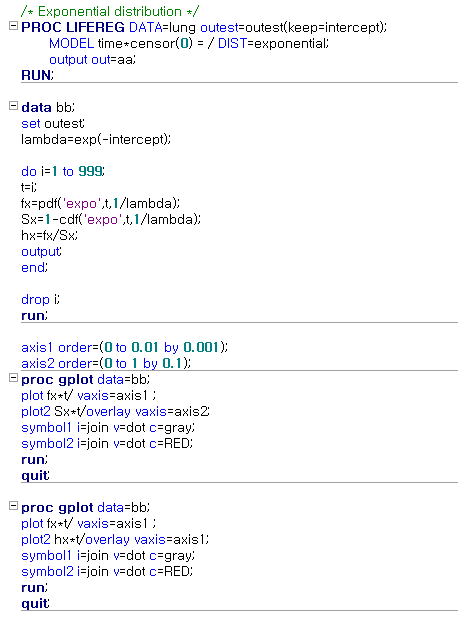 /* Exponential distribution */
PROC LIFEREG DATA=lung outest=outest(keep=intercept);
MODEL time*censor(0) = / DIST=exponential;
output out=aa;
RUN;
data bb;
set outest;
lambda=exp(-intercept);
do i=1 to 999;
t=i;
fx=pdf('expo',t,1/lambda);
Sx=1-cdf('expo',t,1/lambda);
hx=fx/Sx;
output;
end;
drop i;
run;
axis1 order=(0 to 0.01 by 0.001);
axis2 order=(0 to 1 by 0.1);
proc gplot data=bb;
plot fx*t/ vaxis=axis1 ;
plot2 Sx*t/overlay vaxis=axis2;
symbol1 i=join v=dot c=gray;
symbol2 i=join v=dot c=RED;
run;
quit;
proc gplot data=bb;
plot fx*t/ vaxis=axis1 ;
plot2 hx*t/overlay vaxis=axis1;
symbol1 i=join v=dot c=gray;
symbol2 i=join v=dot c=RED;
run;
quit;